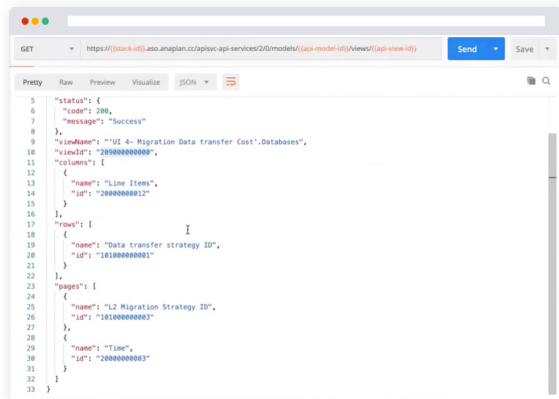 GET https://{{stack-id}}.aso.anaplan.cc/apisvc-api-services/2/0/models/{{api-model-id}}/views/{{api-view-id}} Send Save
Pretty Raw Preview Visualize JSON
5 "status": {
6 "code": 200,
7 "message": "Success"
8 },
9 "viewName": "'UI 4- Migration Data transfer Cost'.Databases",
10 "viewId": "209000000000",
11 "columns": [
12 {
13 "name": "Line Items",
14 "id": "20000000012"
15 }
16 ],
17 "rows": [
18 {
19 "name": "Data transfer strategy ID",
20 "id": "101000000001"
21 }
22 ],
23 "pages": [
24 {
25 "name": "L2 Migration Strategy ID",
26 "id": "101000000003"
27 },
28 {
29 "name": "Time",
30 "id": "20000000003"
31 }
32 ]
33 }